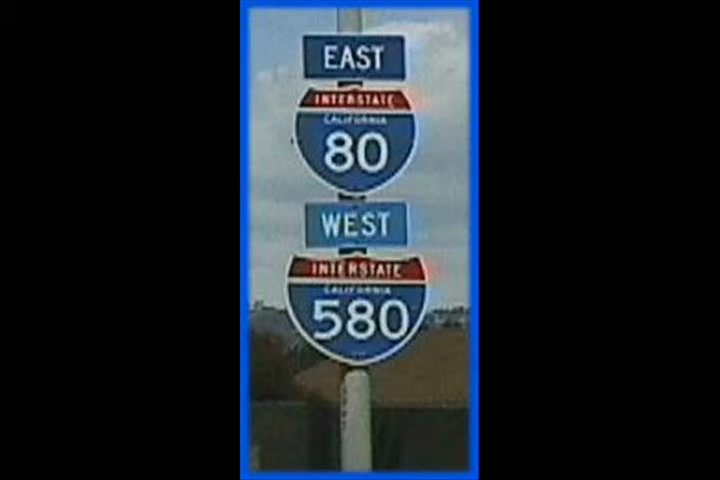 EAST
INTERSTATE
CALIFORNIA
80
WEST
INTERSTATE
CALIFORNIA
580